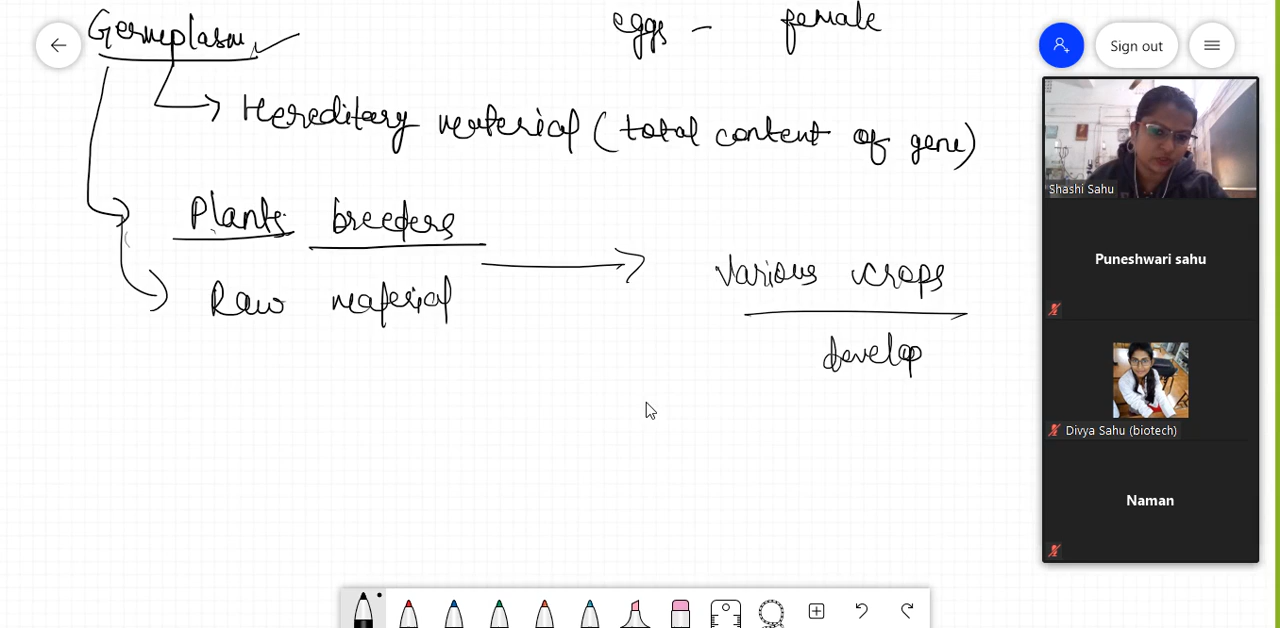 Germplasm
eggs - female
Sign out
Hereditary material (total content of gene)
Shashi Sahu
Plants breeders
Raw material
various crops
develop
Puneshwari sahu
Divya Sahu (biotech)
Naman